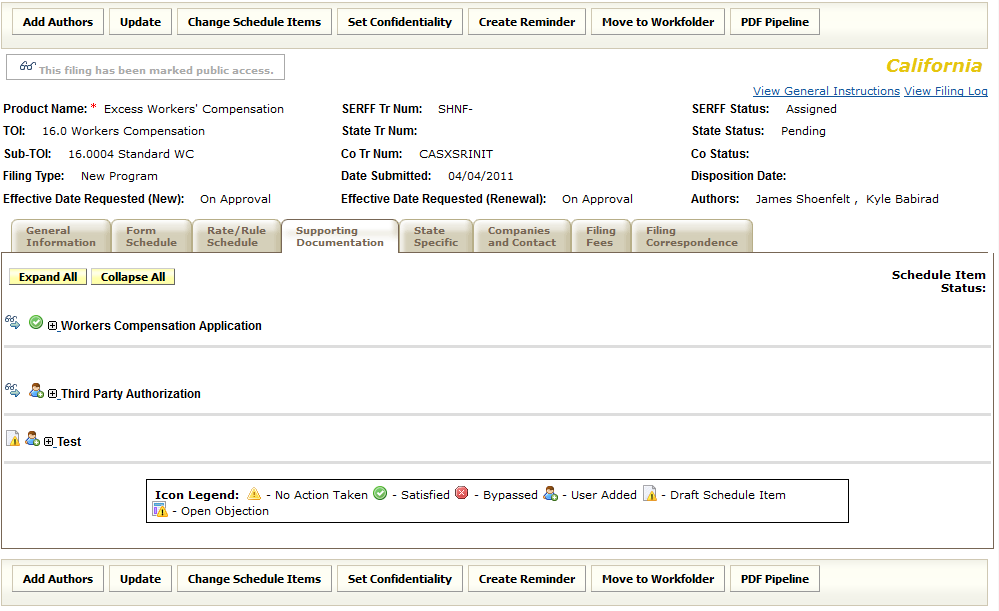 Add Authors Update Change Schedule Items Set Confidentiality Create Reminder Move to Workfolder PDF Pipeline
This filing has been marked public access.
California
View General Instructions View Filing Log
Product Name: * Excess Workers' Compensation SERFF Tr Num: SHNF- SERFF Status: Assigned
TOI: 16.0 Workers Compensation State Tr Num: State Status: Pending
Sub-TOI: 16.0004 Standard WC Co Tr Num: CASXSRINIT Co Status:
Filing Type: New Program Date Submitted: 04/04/2011 Disposition Date:
Effective Date Requested (New): On Approval Effective Date Requested (Renewal): On Approval Authors: James Shoenfelt , Kyle Babirad
General Form Rate/Rule Supporting State Companies Filing Filing
Information Schedule Schedule Documentation Specific and Contact Fees Correspondence
Expand All Collapse All Schedule Item
Status:
Workers Compensation Application
Third Party Authorization
Test
Icon Legend: - No Action Taken - Satisfied - Bypassed - User Added - Draft Schedule Item
- Open Objection
Add Authors Update Change Schedule Items Set Confidentiality Create Reminder Move to Workfolder PDF Pipeline